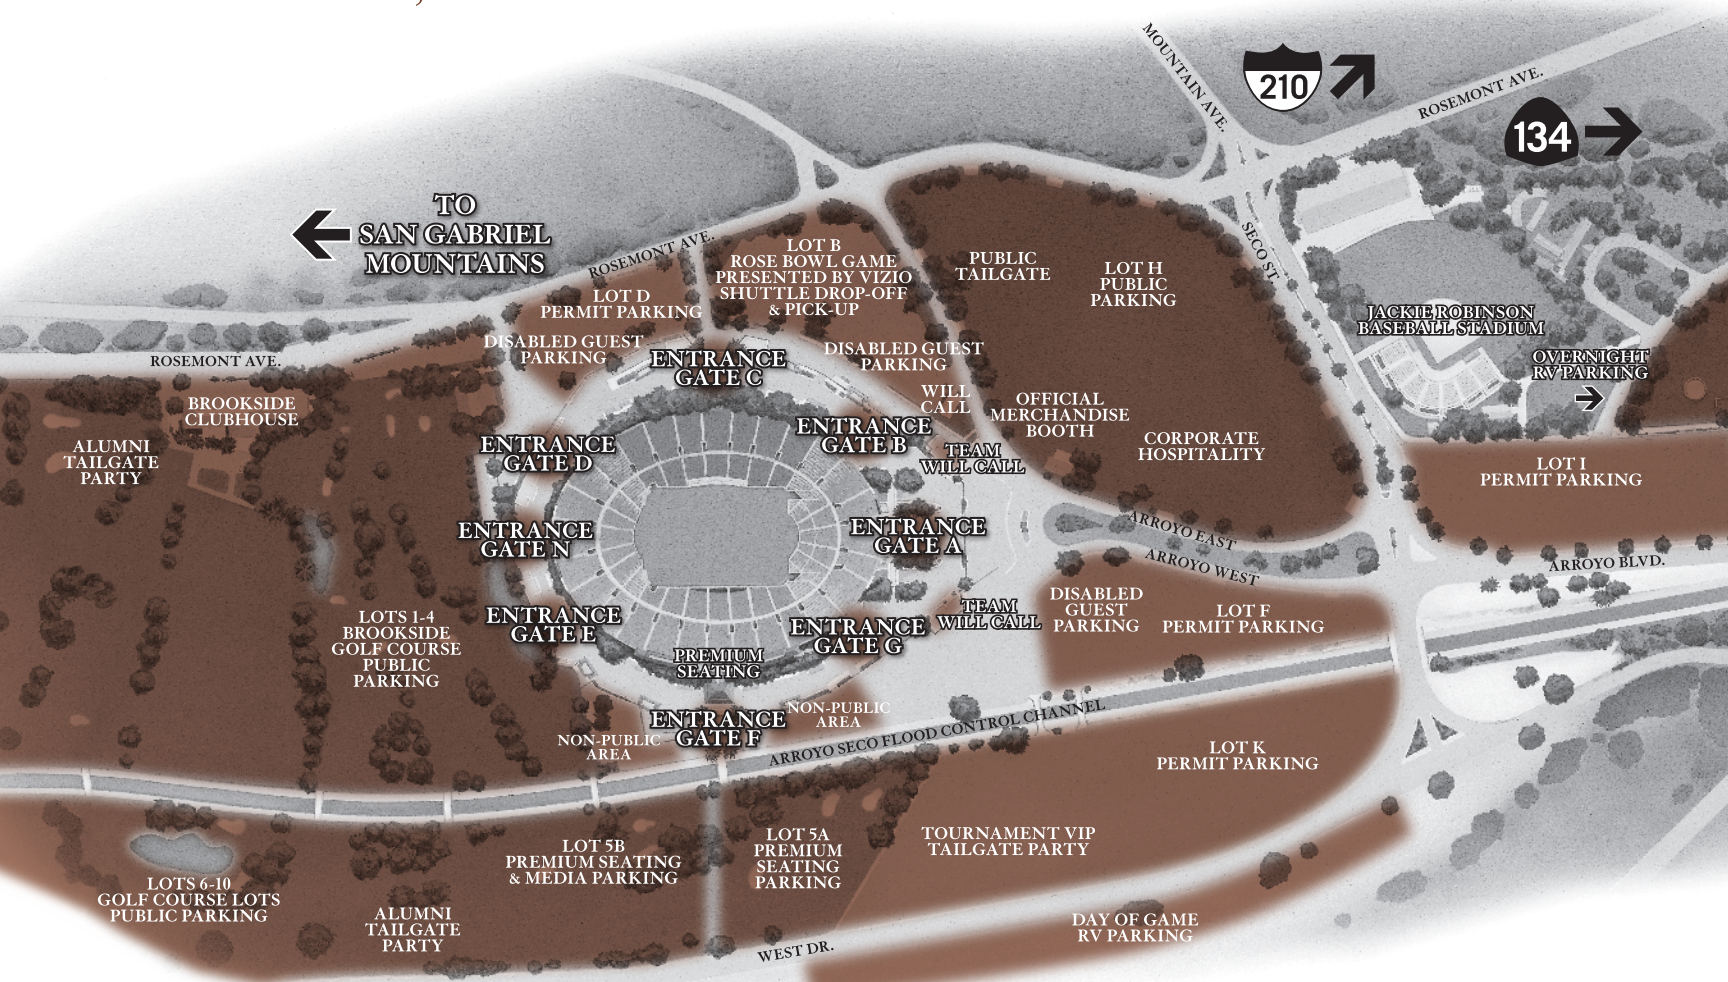 MOUNTAIN AVE.
210
ROSEMONT AVE.
134
TO
SAN GABRIEL
MOUNTAINS
ROSEMONT AVE.
LOT B
ROSE BOWL GAME
PRESENTED BY VIZIO
SHUTTLE DROP-OFF
& PICK-UP
PUBLIC
TAILGATE
LOT H
PUBLIC
PARKING
SECO ST.
LOT D
PERMIT PARKING
JACKIE ROBINSON
BASEBALL STADIUM
DISABLED GUEST
PARKING
ENTRANCE
GATE C
DISABLED GUEST
PARKING
OVERNIGHT
RV PARKING
ROSEMONT AVE.
BROOKSIDE
CLUBHOUSE
WILL
CALL
OFFICIAL
MERCHANDISE
BOOTH
ALUMNI
TAILGATE
PARTY
ENTRANCE
GATE D
ENTRANCE
GATE B
TEAM
WILL CALL
CORPORATE
HOSPITALITY
LOT I
PERMIT PARKING
ENTRANCE
GATE N
ENTRANCE
GATE A
ARROYO EAST
ARROYO WEST
ARROYO BLVD.
LOTS 1-4
BROOKSIDE
GOLF COURSE
PUBLIC
PARKING
ENTRANCE
GATE E
PREMIUM
SEATING
ENTRANCE
GATE G
TEAM
WILL CALL
DISABLED
GUEST
PARKING
LOT F
PERMIT PARKING
NON-PUBLIC
AREA
ENTRANCE
GATE F
NON-PUBLIC
AREA
ARROYO SECO FLOOD CONTROL CHANNEL
LOT K
PERMIT PARKING
LOTS 6-10
GOLF COURSE LOTS
PUBLIC PARKING
ALUMNI
TAILGATE
PARTY
LOT 5B
PREMIUM SEATING
& MEDIA PARKING
LOT 5A
PREMIUM
SEATING
PARKING
TOURNAMENT VIP
TAILGATE PARTY
WEST DR.
DAY OF GAME
RV PARKING